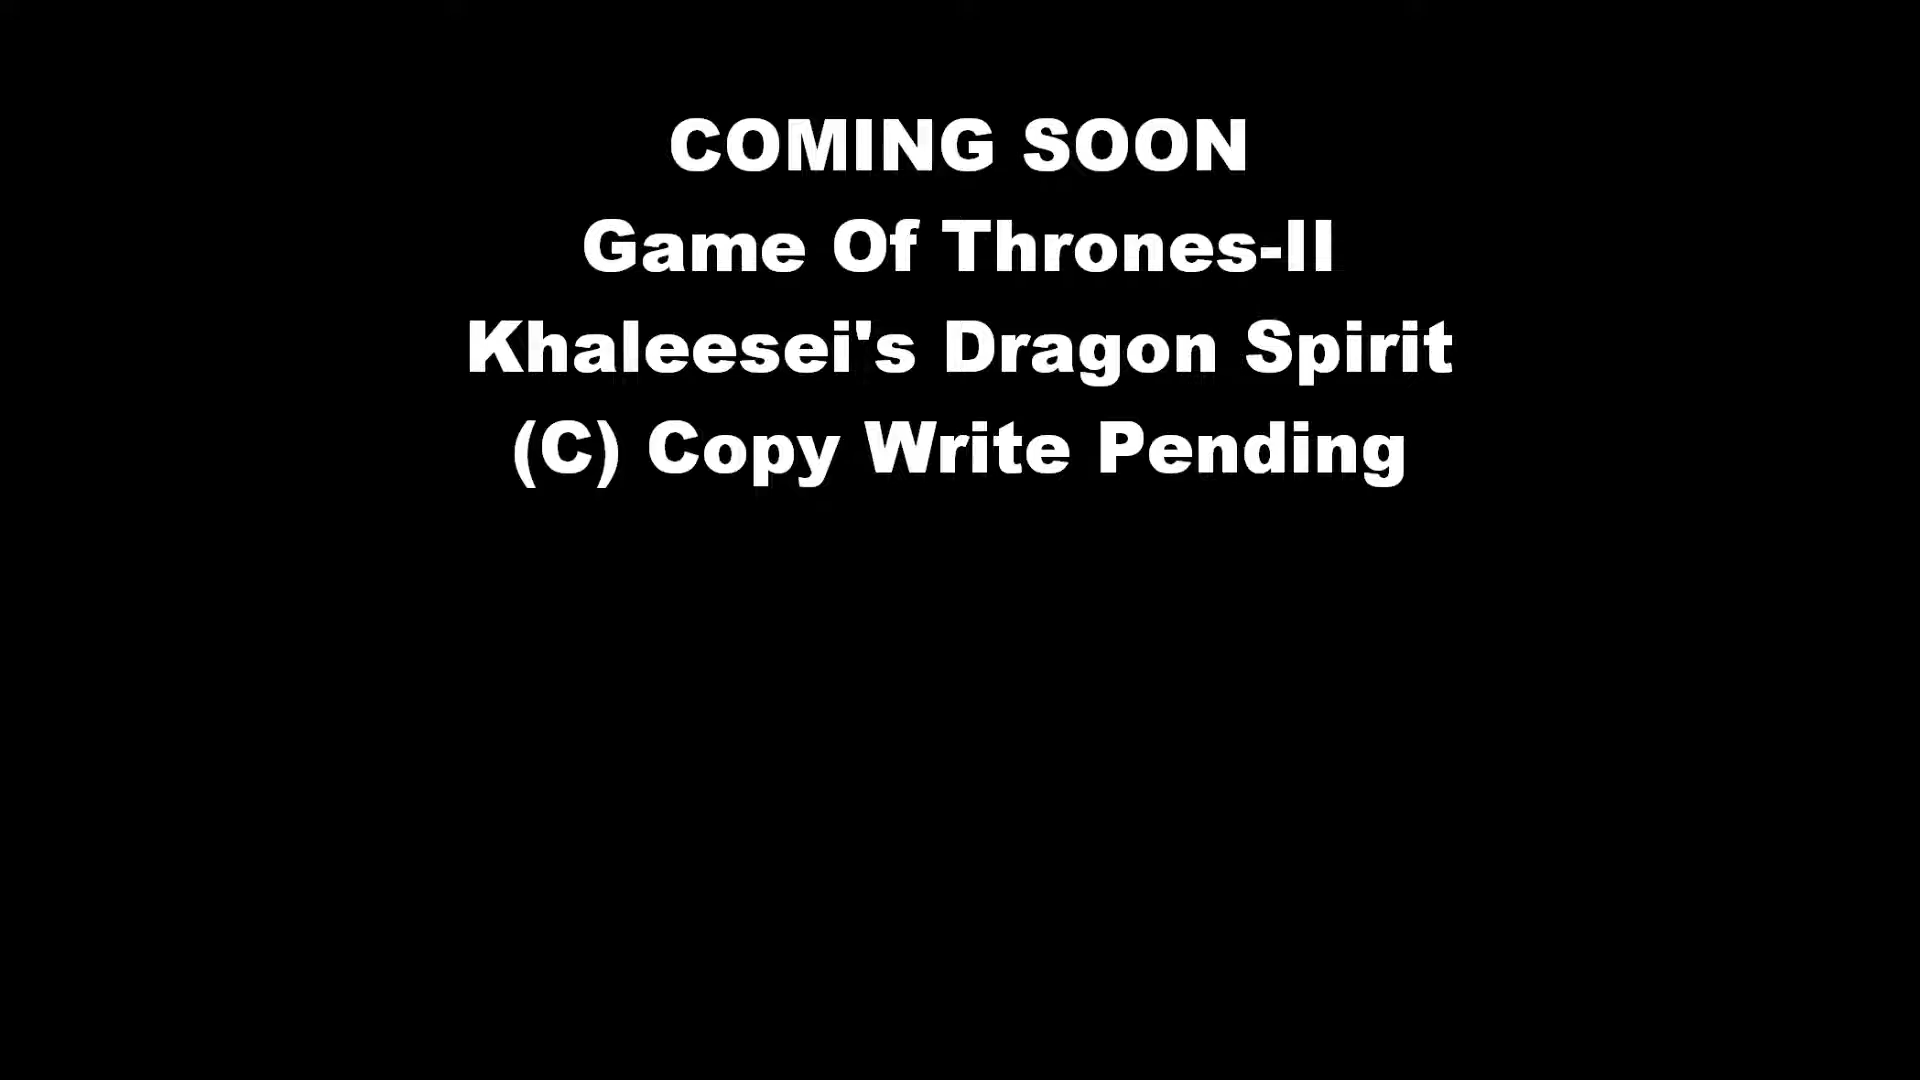 COMING SOON
Game Of Thrones-II
Khaleesei's Dragon Spirit
(C) Copy Write Pending